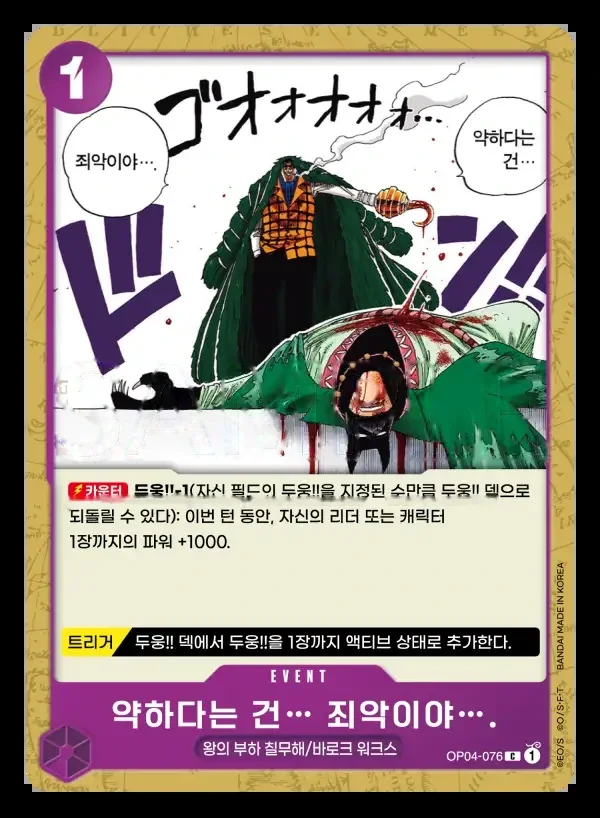 1
ゴオォォォォ…
죄악이야…
약하다는
건…
ドドン!!
카운터 두웅!!-1(자신 필드의 두웅!!을 지정된 수만큼 두웅!! 덱으로
되돌릴 수 있다): 이번 턴 동안, 자신의 리더 또는 캐릭터
1장까지의 파워 +1000.
트리거 두웅!! 덱에서 두웅!!을 1장까지 액티브 상태로 추가한다.
EVENT
약하다는 건… 죄악이야….
왕의 부하 칠무해/바로크 워크스
OP04-076 C 1
©EO/S ©O/S·F·T BANDAI MADE IN KOREA